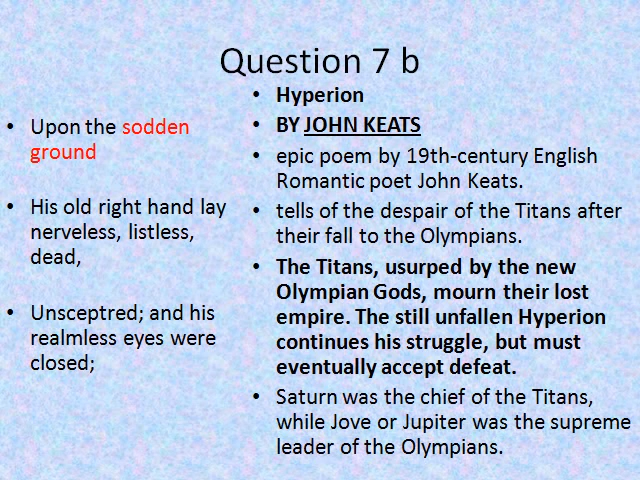 Question 7 b
• Upon the sodden
ground
• His old right hand lay
nerveless, listless,
dead,
• Unsceptred; and his
realmless eyes were
closed;
• Hyperion
• BY JOHN KEATS
• epic poem by 19th-century English
Romantic poet John Keats.
• tells of the despair of the Titans after
their fall to the Olympians.
• The Titans, usurped by the new
Olympian Gods, mourn their lost
empire. The still unfallen Hyperion
continues his struggle, but must
eventually accept defeat.
• Saturn was the chief of the Titans,
while Jove or Jupiter was the supreme
leader of the Olympians.